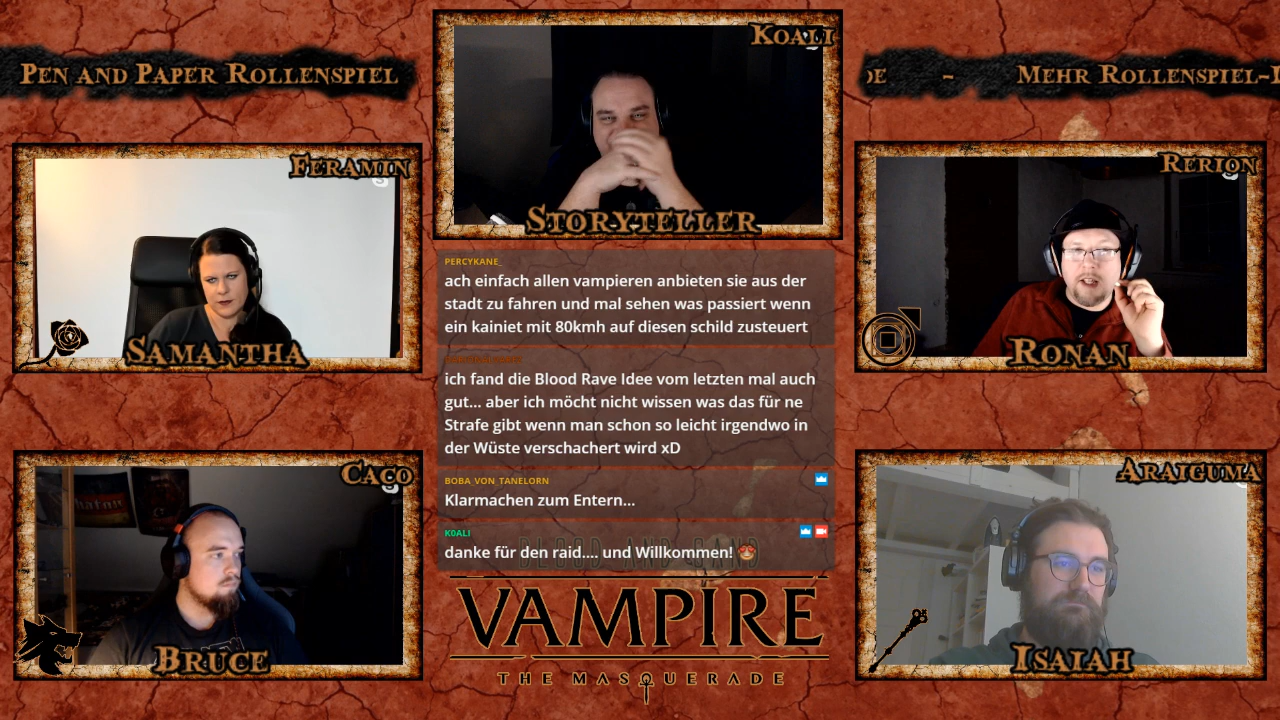 Koali
Pen and Paper Rollenspiel
-
Mehr Rollenspiel-
Feramin
Rerion
Storyteller
Samantha
Ronan
PERCYKANE_
ach einfach allen vampieren anbieten sie aus der
stadt zu fahren und mal sehen was passiert wenn
ein kainiet mit 80kmh auf diesen schild zusteuert
ich fand die Blood Rave Idee vom letzten mal auch
gut... aber ich möcht nicht wissen was das für ne
Strafe gibt wenn man schon so leicht irgendwo in
der Wüste verschachert wird xD
BOBA_VON_TANELORN
Klarmachen zum Entern...
K0ALI
danke für den raid.... und Willkommen!
BLOOD AND SAND
Caco
Araiguma
VAMPIRE
THE MASQUERADE
Bruce
Isaiah